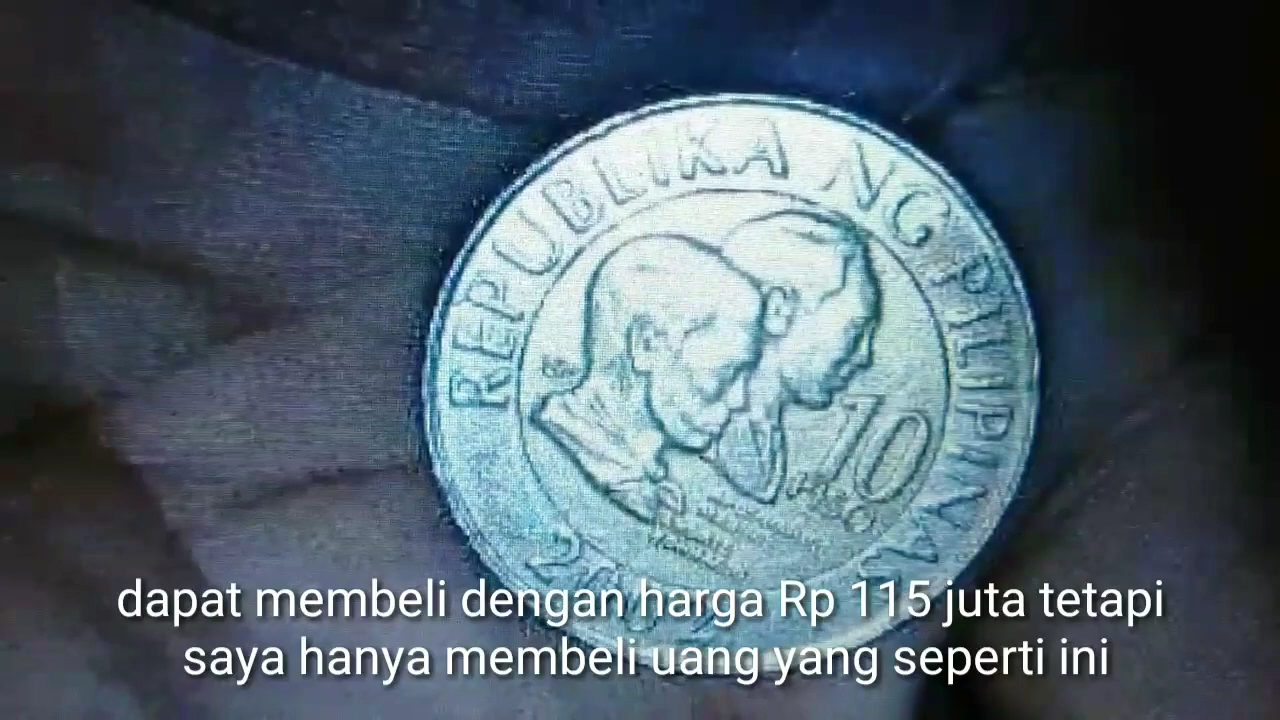 REPUBLIKA NG PILIPINAS
10
PISO
dapat membeli dengan harga Rp 115 juta tetapi
saya hanya membeli uang yang seperti ini